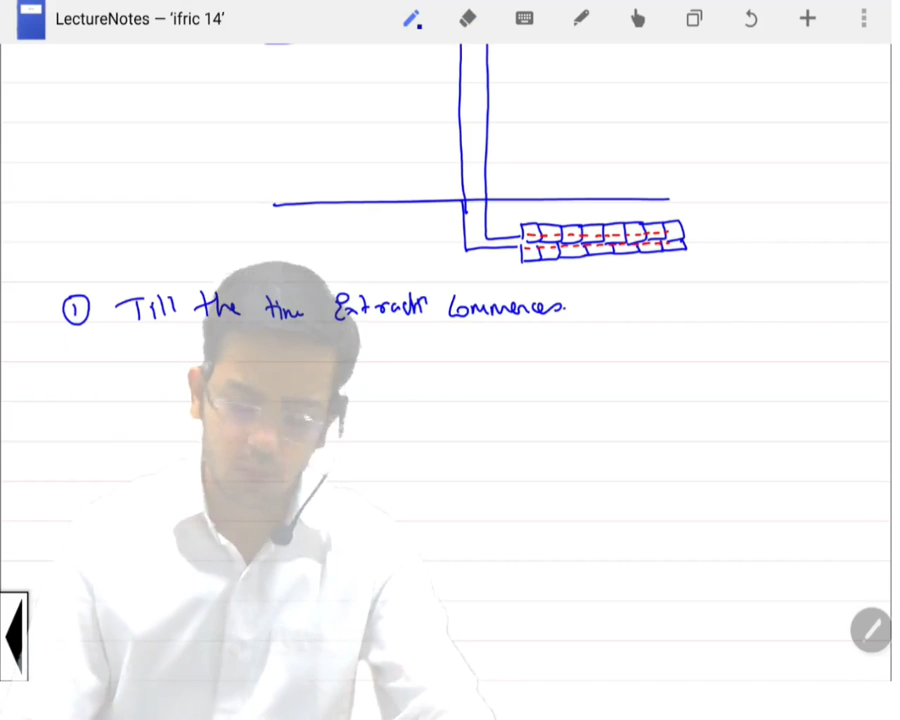 LectureNotes — 'ifric 14'
① Till the time Extractn Commences.